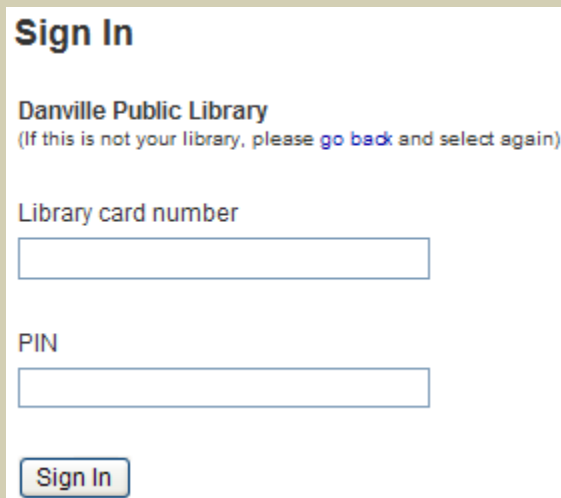 Sign In
Danville Public Library
(If this is not your library, please go back and select again)
Library card number
PIN
Sign In